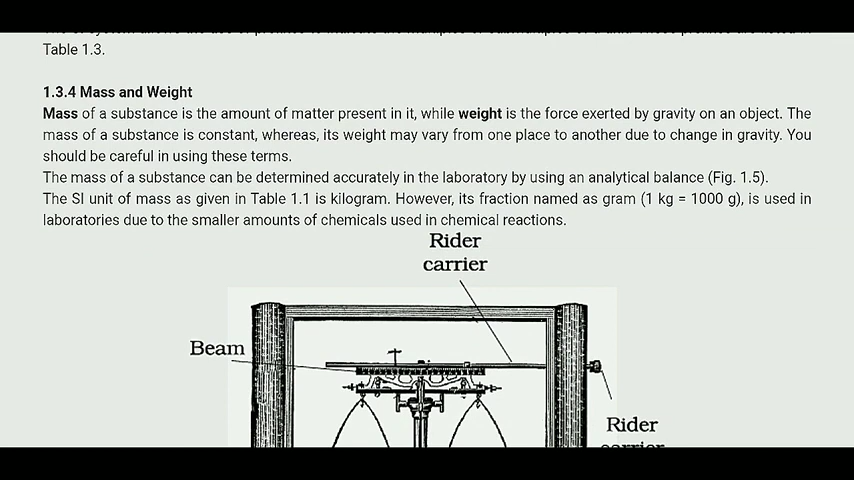 Table 1.3.
1.3.4 Mass and Weight
Mass of a substance is the amount of matter present in it, while weight is the force exerted by gravity on an object. The
mass of a substance is constant, whereas, its weight may vary from one place to another due to change in gravity. You
should be careful in using these terms.
The mass of a substance can be determined accurately in the laboratory by using an analytical balance (Fig. 1.5).
The SI unit of mass as given in Table 1.1 is kilogram. However, its fraction named as gram (1 kg = 1000 g), is used in
laboratories due to the smaller amounts of chemicals used in chemical reactions.
Rider
carrier
Beam
Rider
carrier